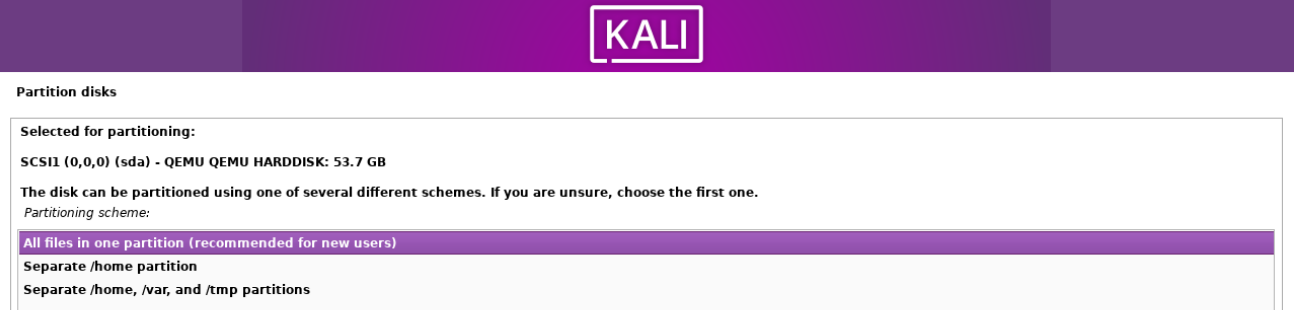 KALI
Partition disks
Selected for partitioning:
SCSI1 (0,0,0) (sda) - QEMU QEMU HARDDISK: 53.7 GB
The disk can be partitioned using one of several different schemes. If you are unsure, choose the first one.
Partitioning scheme:
All files in one partition (recommended for new users)
Separate /home partition
Separate /home, /var, and /tmp partitions